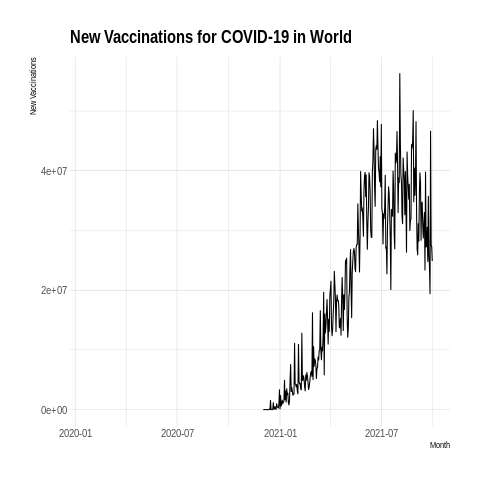 New Vaccinations for COVID-19 in World
New Vaccinations
4e+07
2e+07
0e+00
2020-01
2020-07
2021-01
2021-07
Month